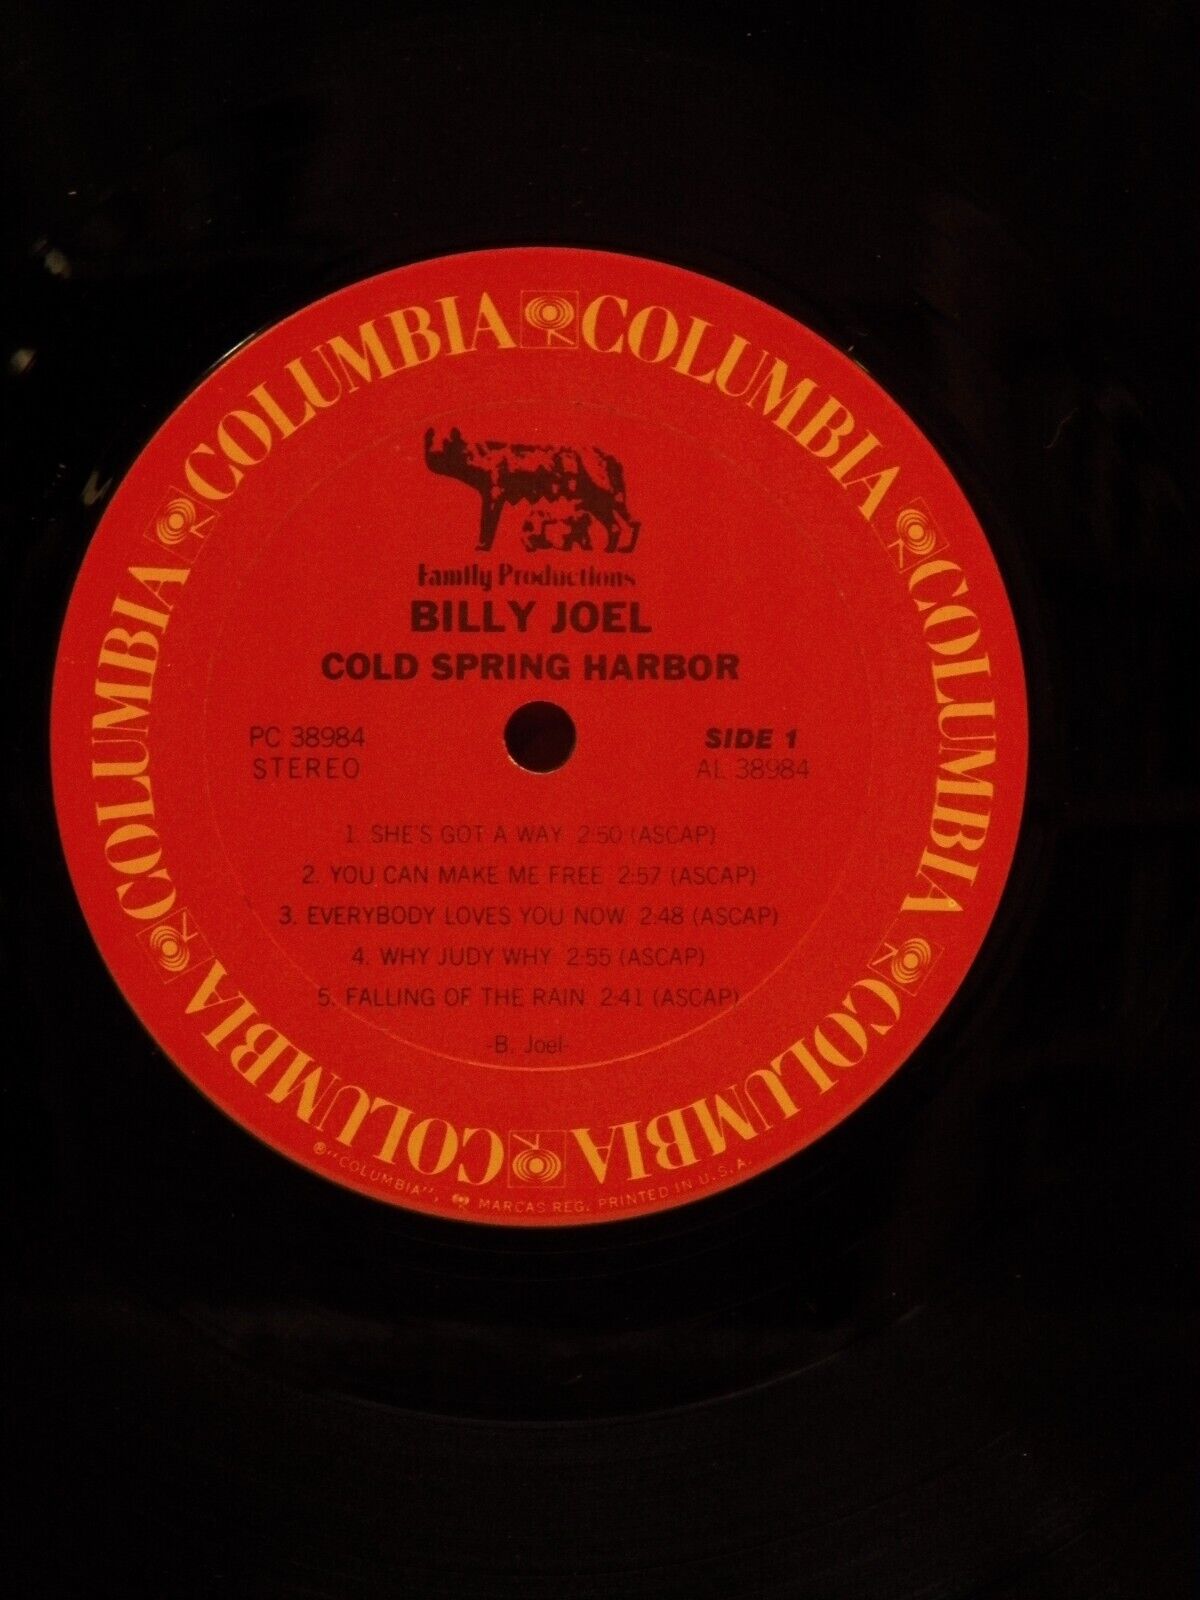 COLUMBIA COLUMBIA COLUMBIA COLUMBIA COLUMBIA COLUMBIA COLUMBIA COLUMBIA
Family Productions
BILLY JOEL
COLD SPRING HARBOR
PC 38984
STEREO
SIDE 1
AL 38984
1. SHE'S GOT A WAY 2:50 (ASCAP)
2. YOU CAN MAKE ME FREE 2:57 (ASCAP)
3. EVERYBODY LOVES YOU NOW 2:48 (ASCAP)
4. WHY JUDY WHY 2:55 (ASCAP)
5. FALLING OF THE RAIN 2:41 (ASCAP)
-B. Joel-
®"COLUMBIA", MARCAS REG. PRINTED IN U.S.A.